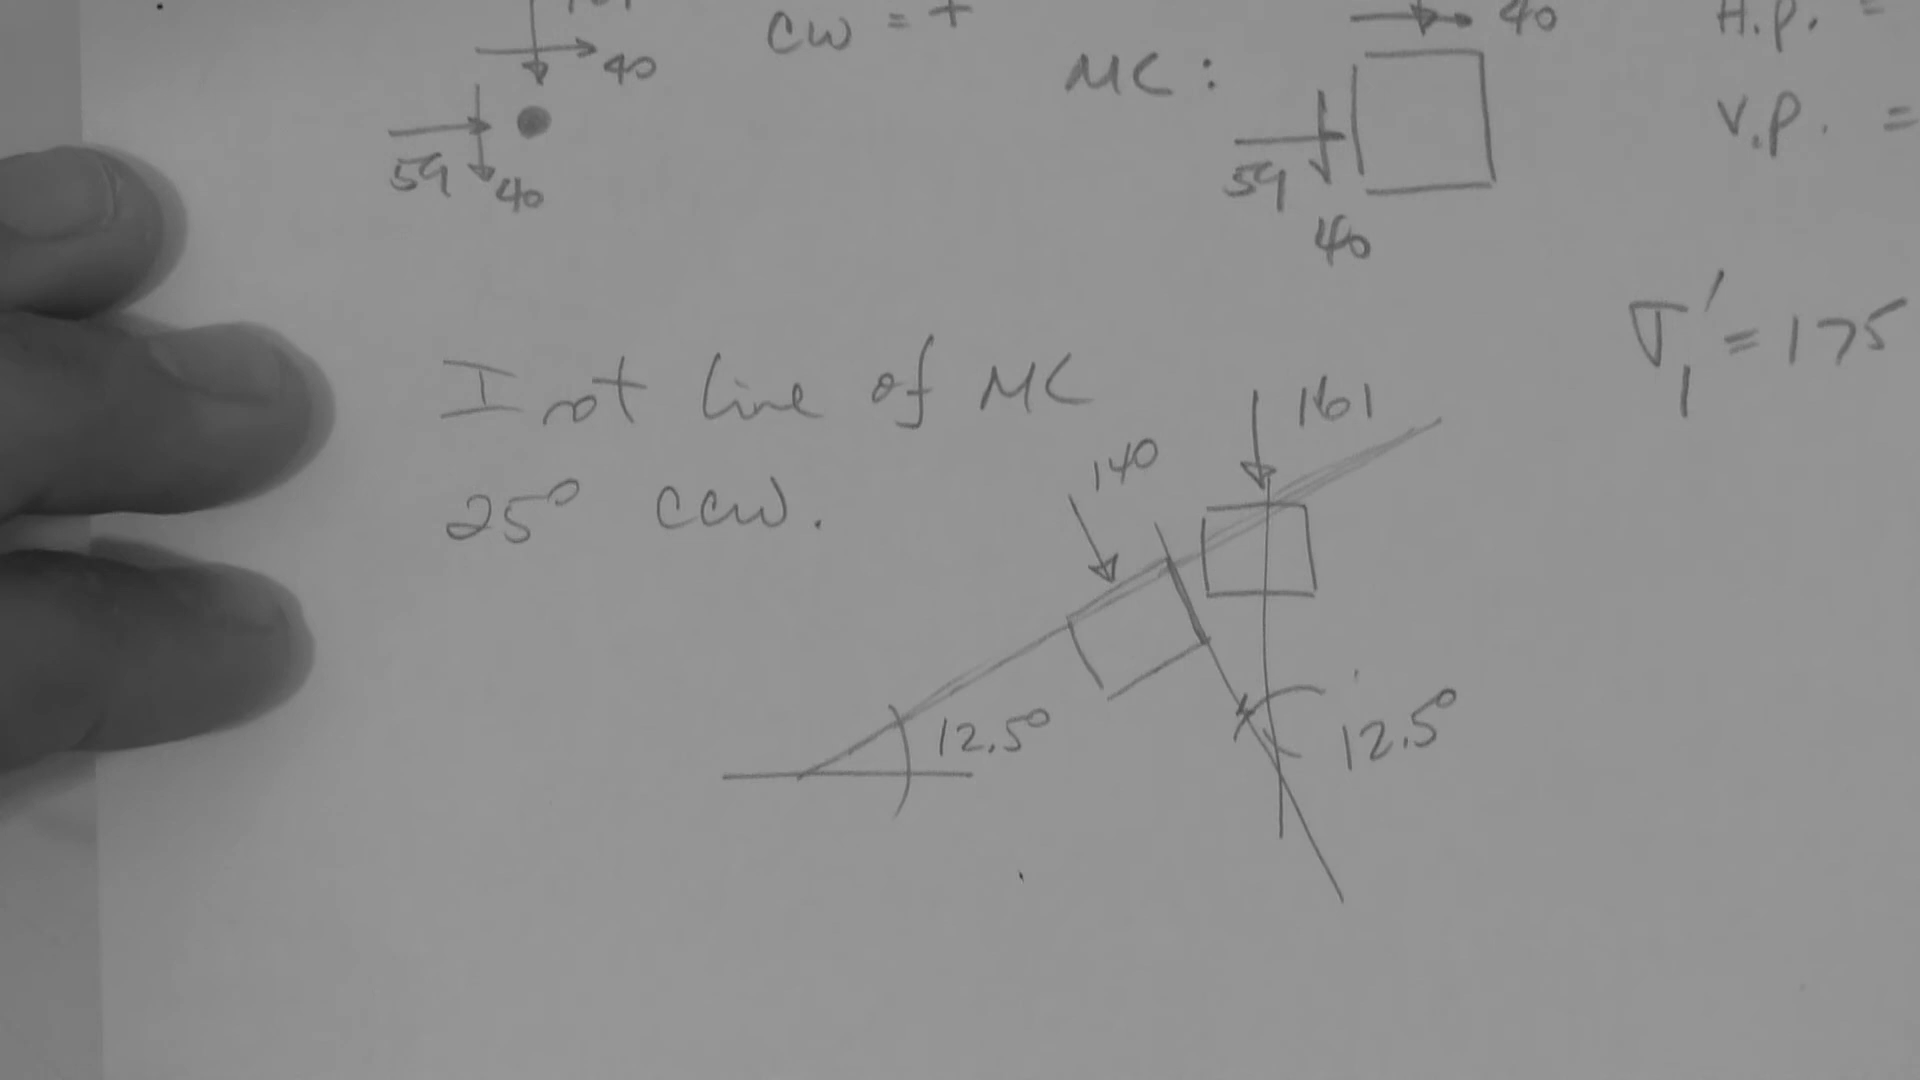 cw = +
40
40
H.p. =
MC:
V.P. =
59
40
59
40
σ₁' = 175
I rot line of MC
161
140
25° ccw.
12.5°
12.5°